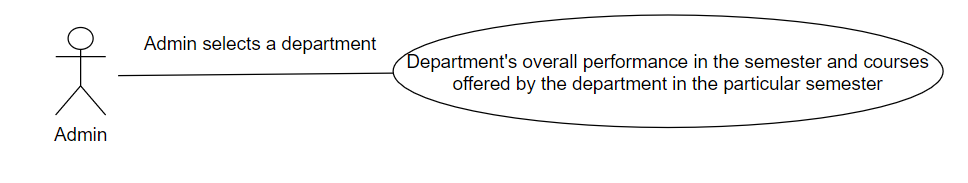 Admin selects a department
Department's overall performance in the semester and courses
offered by the department in the particular semester
Admin